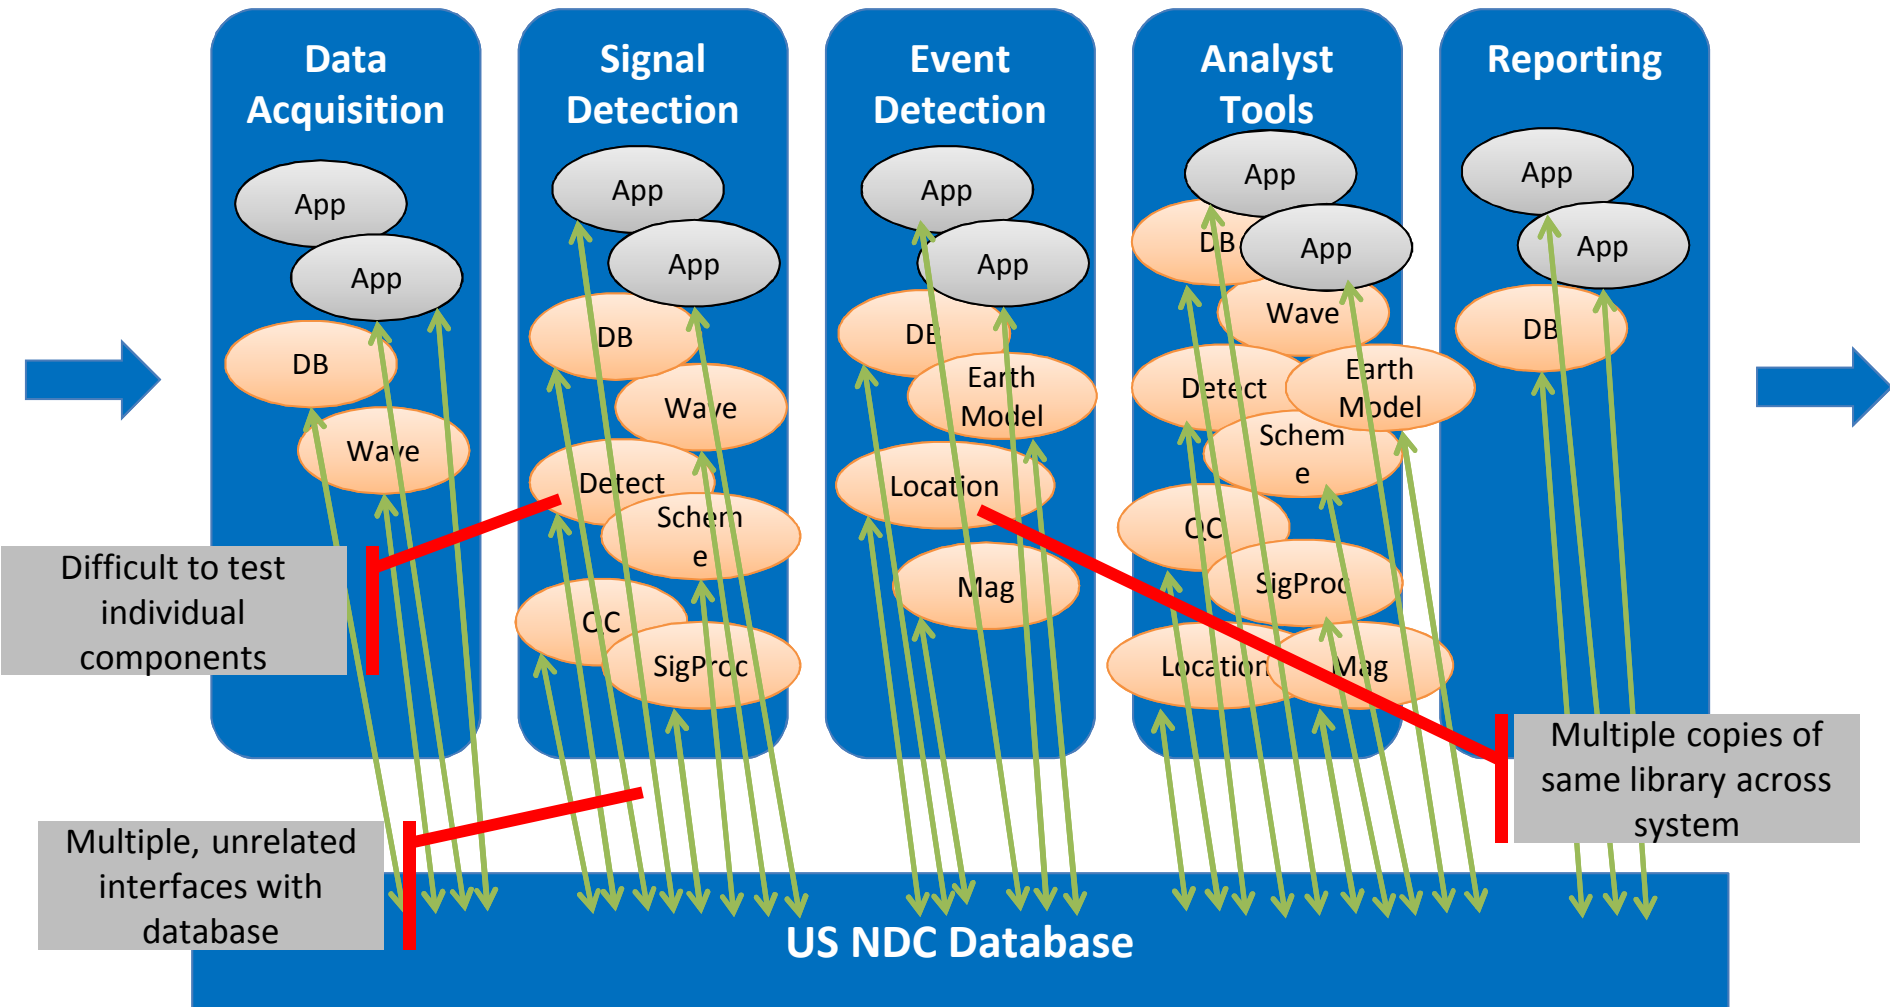 Data
Acquisition
App
App
DB
Wave
Signal
Detection
App
App
DB
Wave
Detect
Schem
e
QC
SigProc
Event
Detection
App
App
DB
Earth
Model
Location
Mag
Analyst
Tools
App
DB
App
Wave
Detect
Earth
Model
Schem
e
QC
SigProc
Location
Mag
Reporting
App
App
DB
Difficult to test
individual
components
Multiple, unrelated
interfaces with
database
Multiple copies of
same library across
system
US NDC Database